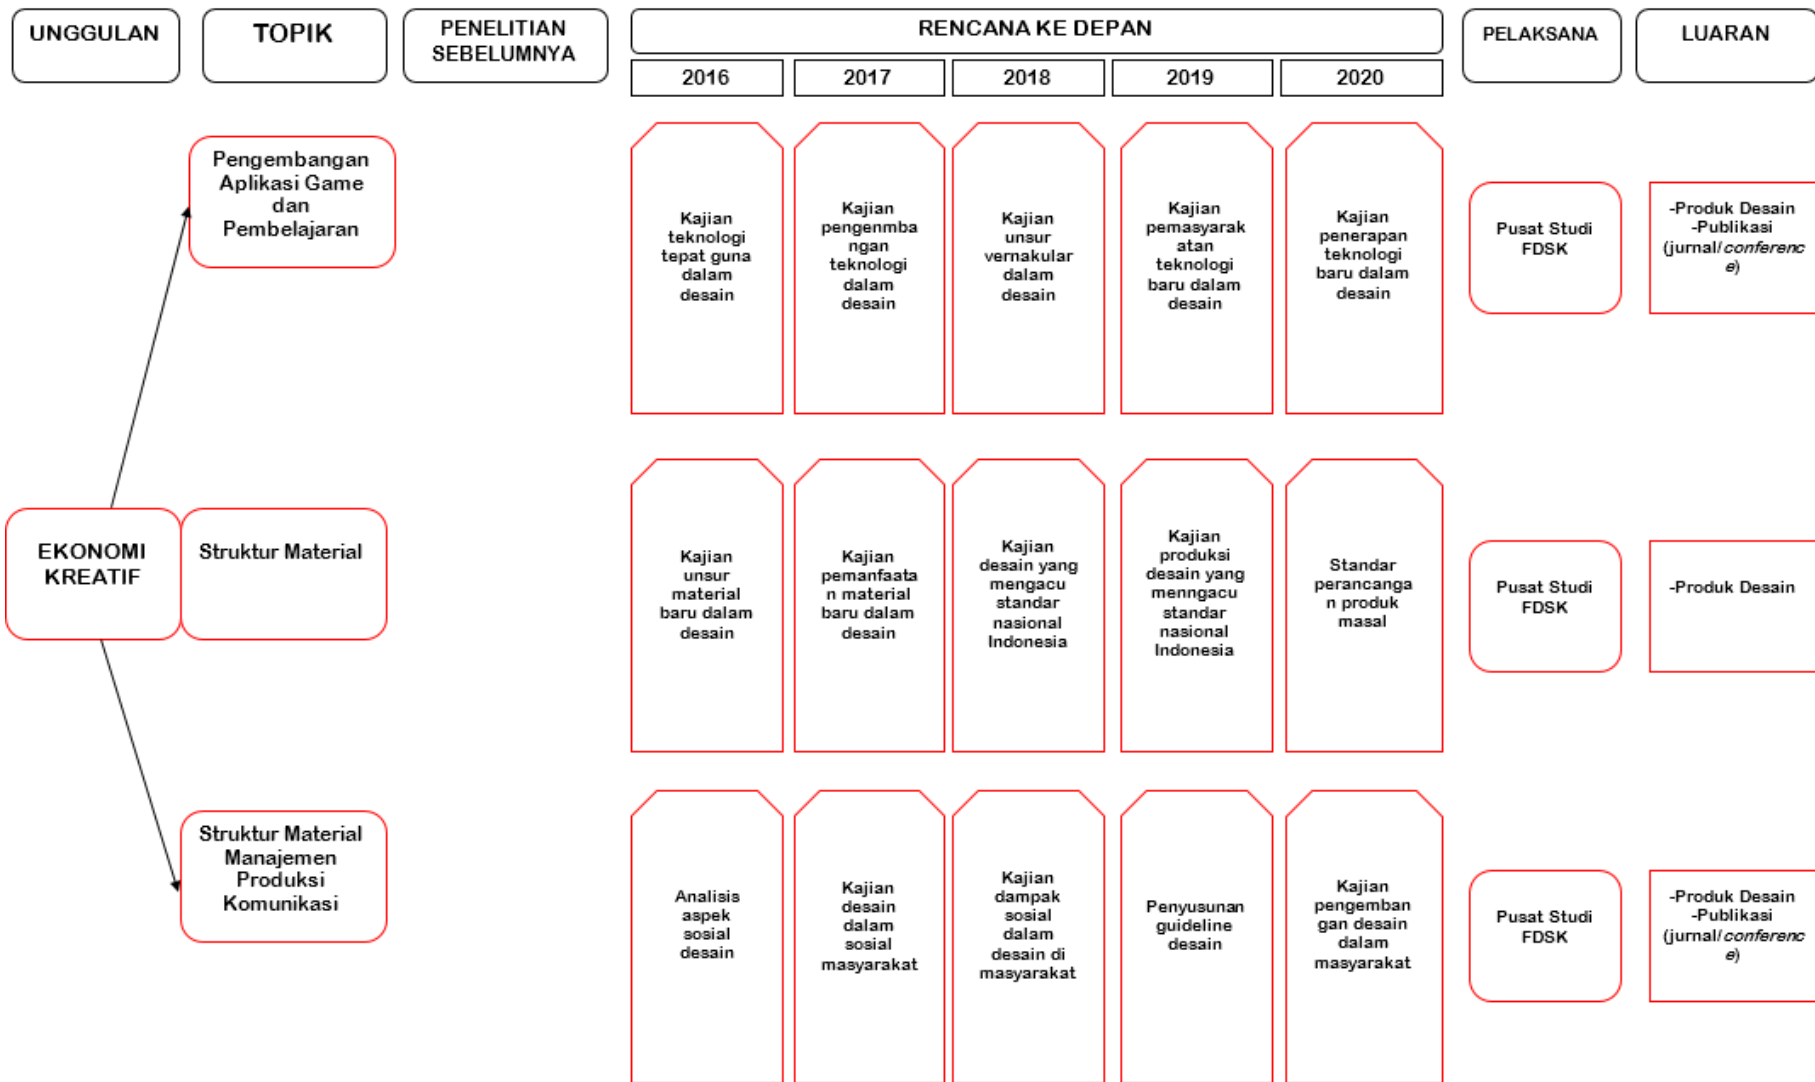 UNGGULAN
TOPIK
PENELITIAN
SEBELUMNYA
RENCANA KE DEPAN
2016
2017
2018
2019
2020
PELAKSANA
LUARAN
Pengembangan
Aplikasi Game
dan
Pembelajaran
Kajian
teknologi
tepat guna
dalam
desain
Kajian
pengenmba
ngan
teknologi
dalam
desain
Kajian
unsur
vernakular
dalam
desain
Kajian
pemasyarak
atan
teknologi
baru dalam
desain
Kajian
penerapan
teknologi
baru dalam
desain
Pusat Studi
FDSK
-Produk Desain
-Publikasi
(jurnal/conferenc
e)
EKONOMI
KREATIF
Struktur Material
Kajian
unsur
material
baru dalam
desain
Kajian
pemanfaata
n material
baru dalam
desain
Kajian
desain yang
mengacu
standar
nasional
Indonesia
Kajian
produksi
desain yang
menngacu
standar
nasional
Indonesia
Standar
perancanga
n produk
masal
Pusat Studi
FDSK
-Produk Desain
Struktur Material
Manajemen
Produksi
Komunikasi
Analisis
aspek
sosial
desain
Kajian
desain
dalam
sosial
masyarakat
Kajian
dampak
sosial
dalam
desain di
masyarakat
Penyusunan
guideline
desain
Kajian
pengemban
gan desain
dalam
masyarakat
Pusat Studi
FDSK
-Produk Desain
-Publikasi
(jurnal/conferenc
e)